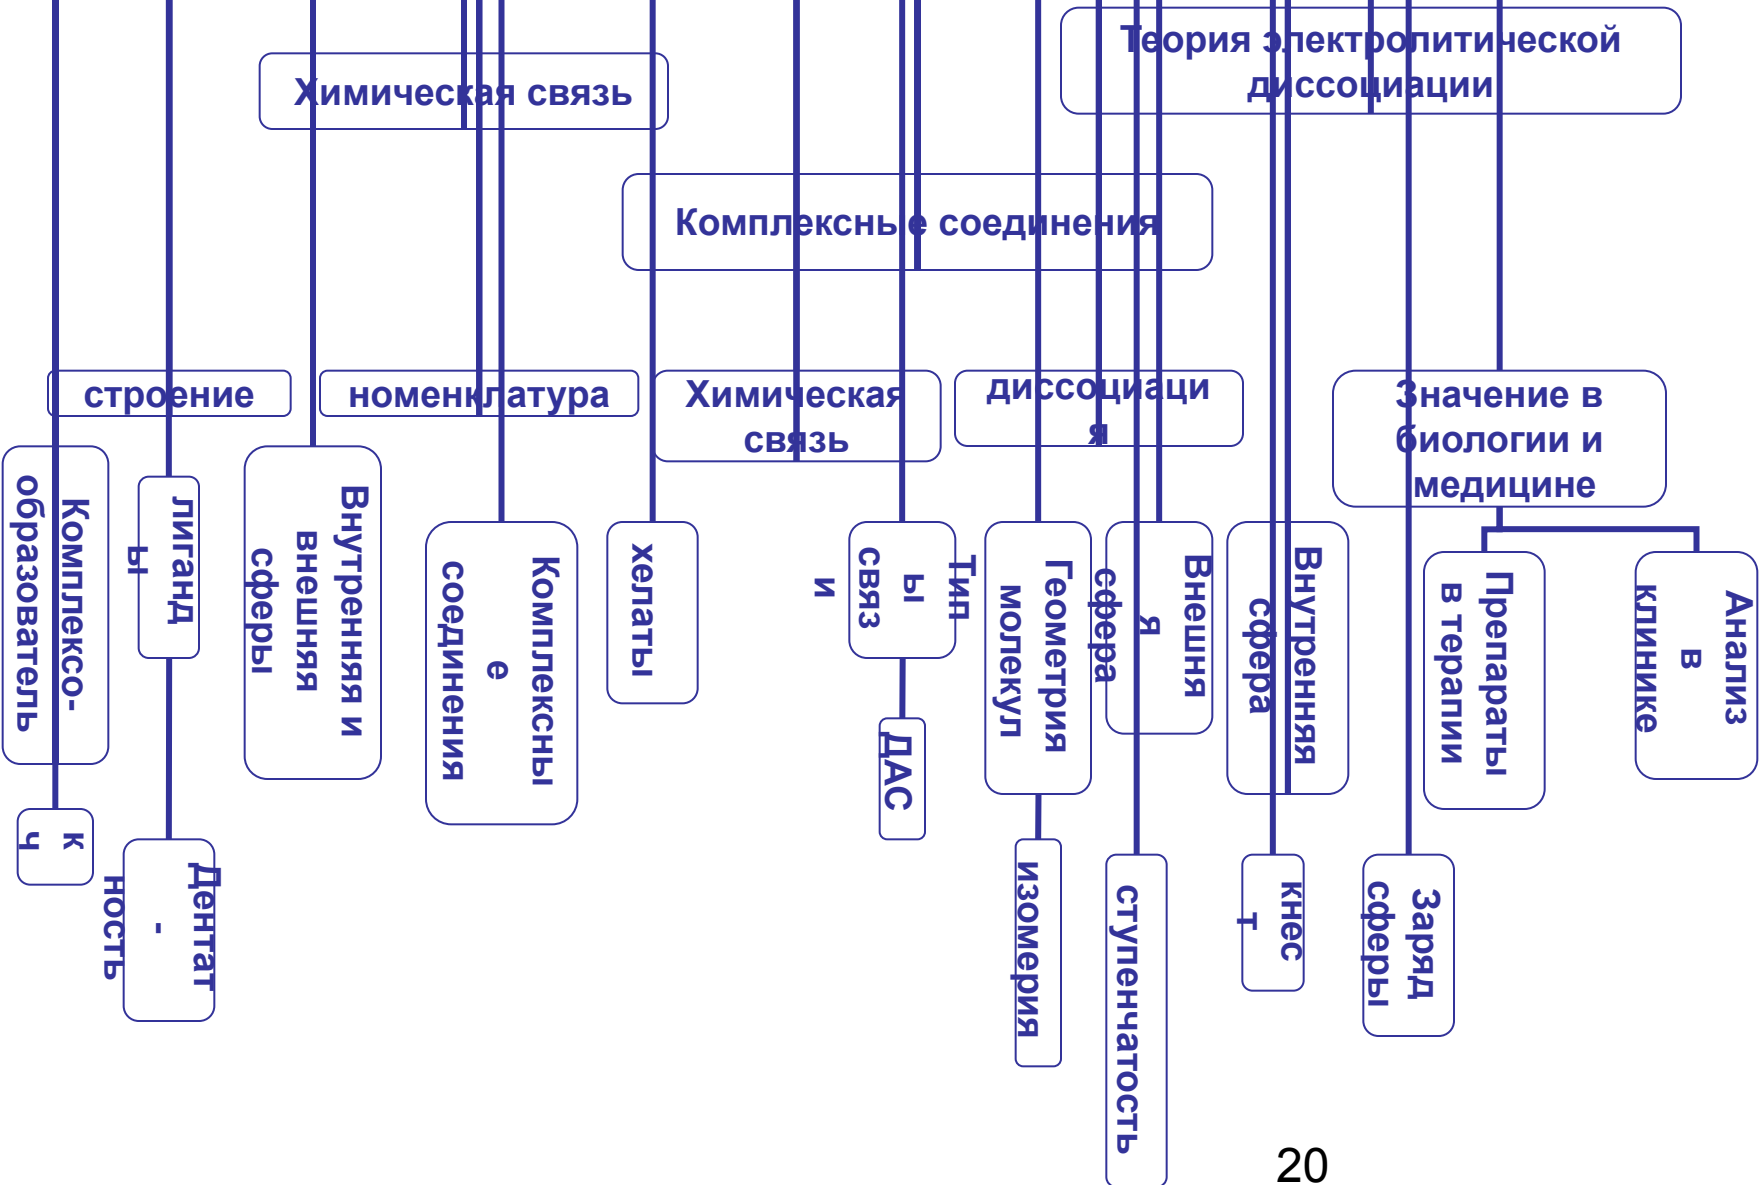 Теория электролитической
диссоциации
Химическая связь
Комплексные соединения
строение
номенклатура
Химическая
связь
диссоциаци
я
Значение в
биологии и
медицине
Комплексо-
образователь
лиганд
ы
Внутренняя и
внешняя
сферы
Комплексны
е
соединения
хелаты
Тип
ы
связ
и
Геометрия
молекул
Внешня
я
сфера
Внутренняя
сфера
Препараты
в терапии
Анализ
в
клинике
к
ч
Дентат
-
ность
ДАС
изомерия
ступенчатость
кнес
т
Заряд
сферы
20